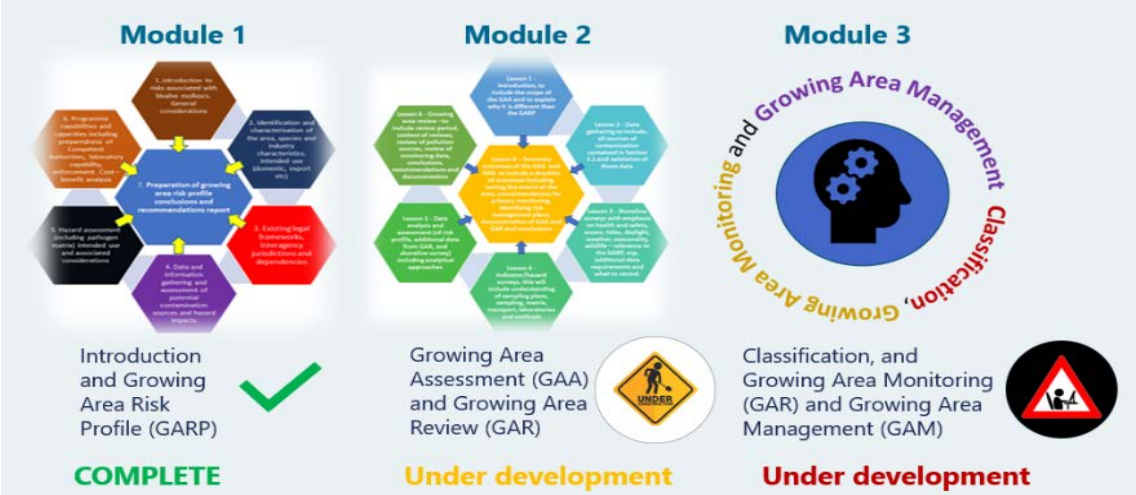 Module 1
1. Introduction to
risks associated with
bivalve molluscs.
General
considerations
2. Identification and
characterisation of
the area, species and
industry
characteristics.
Intended use
(domestic, export
etc)
3. Existing legal
frameworks,
interagency
jurisdictions and
dependencies
4. Data and
information
gathering and
assessment of
potential
contamination
sources and hazard
impacts
5. Hazard assessment
(including pathogen
matrix) intended use
and associated
considerations
6. Programme
capabilities and
capacities including
preparedness of
Competent
Authorities, laboratory
capability,
enforcement. Cost–
benefit analysis
7. Preparation of growing
area risk profile
conclusions and
recommendations report
Introduction
and Growing
Area Risk
Profile (GARP)
COMPLETE
Module 2
Lesson 1 -
Introduction, to
include the scope of
the GAA and to explain
why it is different than
the GARP
Lesson 2 - Data
gathering to include,
all sources of
contamination
contained in Section
3.1 and validation of
those data
Lesson 3 - Shoreline
surveys with emphasis
on health and safety,
access, tides, daylight,
weather, seasonality,
wildlife - reference to
the GARP, esp.
additional data
requirements and
what to record.
Lesson 4 -
Indicator/hazard
surveys, this will
include understanding
of sampling plans,
sampling, matrix,
transport, laboratories
and methods
Lesson 5 - Data
analysis and
assessment (of risk
profile, additional data
from GAA, and
shoreline survey)
including analytical
approaches
Lesson 6 - Growing
area review - to
include review period,
content of reviews,
review of pollution
sources, review of
monitoring data,
conclusions,
recommendations and
documentation
Growing Area
Assessment (GAA)
and Growing Area
Review (GAR)
UNDER
Under development
Module 3
Classification, Growing Area Monitoring and Growing Area Management
Classification, and
Growing Area Monitoring
(GAR) and Growing Area
Management (GAM)
Under development